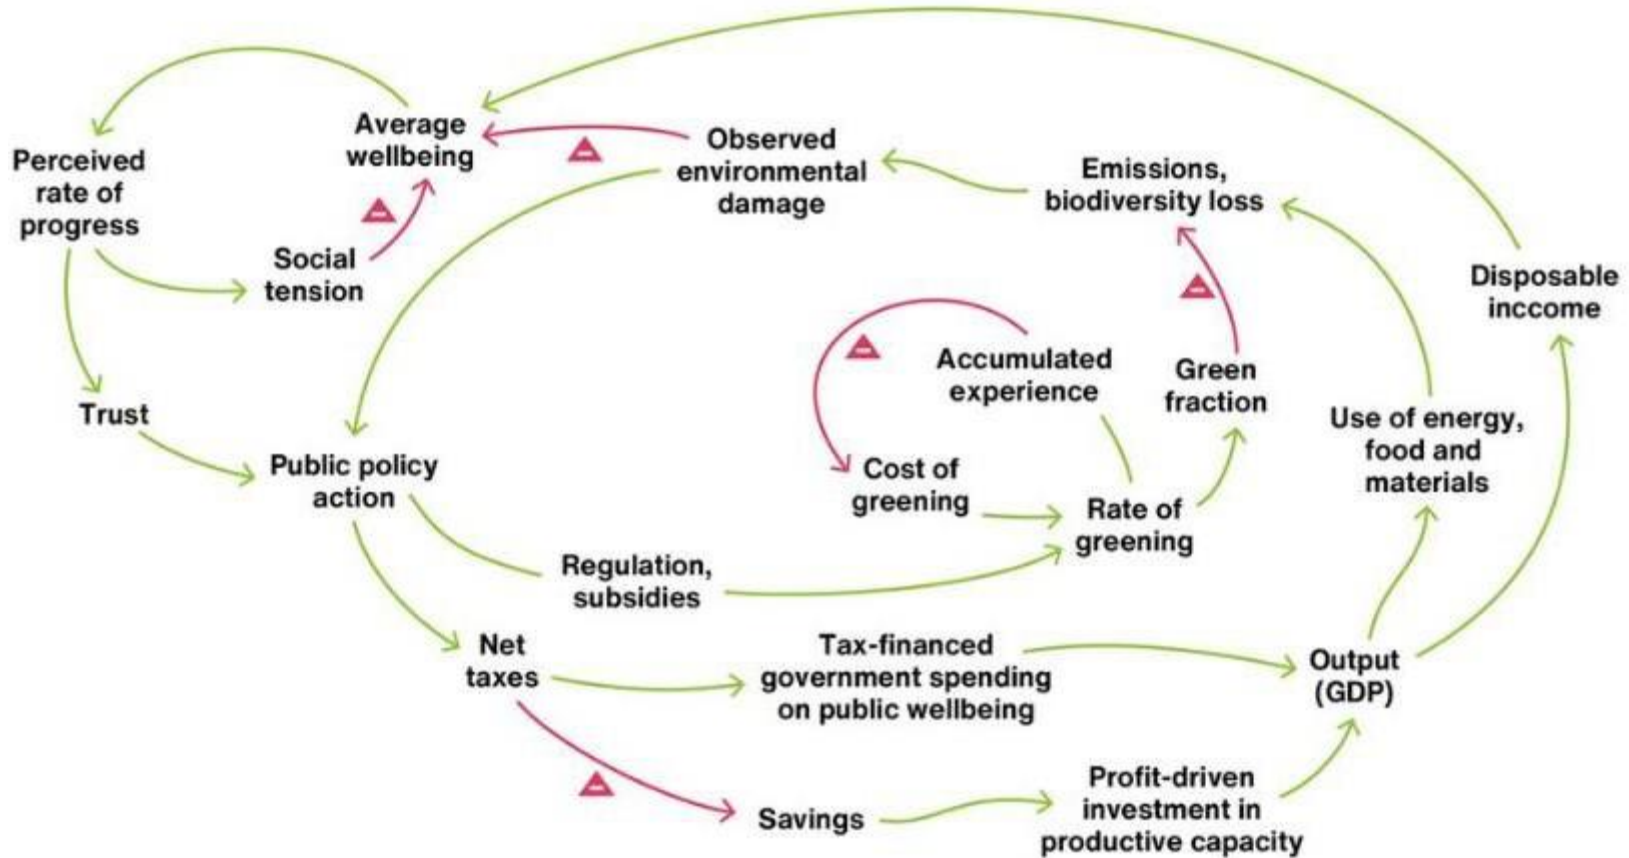 Average
wellbeing
Perceived
rate of
progress
Social
tension
Trust
Observed
environmental
damage
Emissions,
biodiversity loss
Disposable
inccome
Accumulated
experience
Green
fraction
Use of energy,
food and
materials
Cost of
greening
Rate of
greening
Public policy
action
Regulation,
subsidies
Net
taxes
Tax-financed
government spending
on public wellbeing
Output
(GDP)
Savings
Profit-driven
investment in
productive capacity